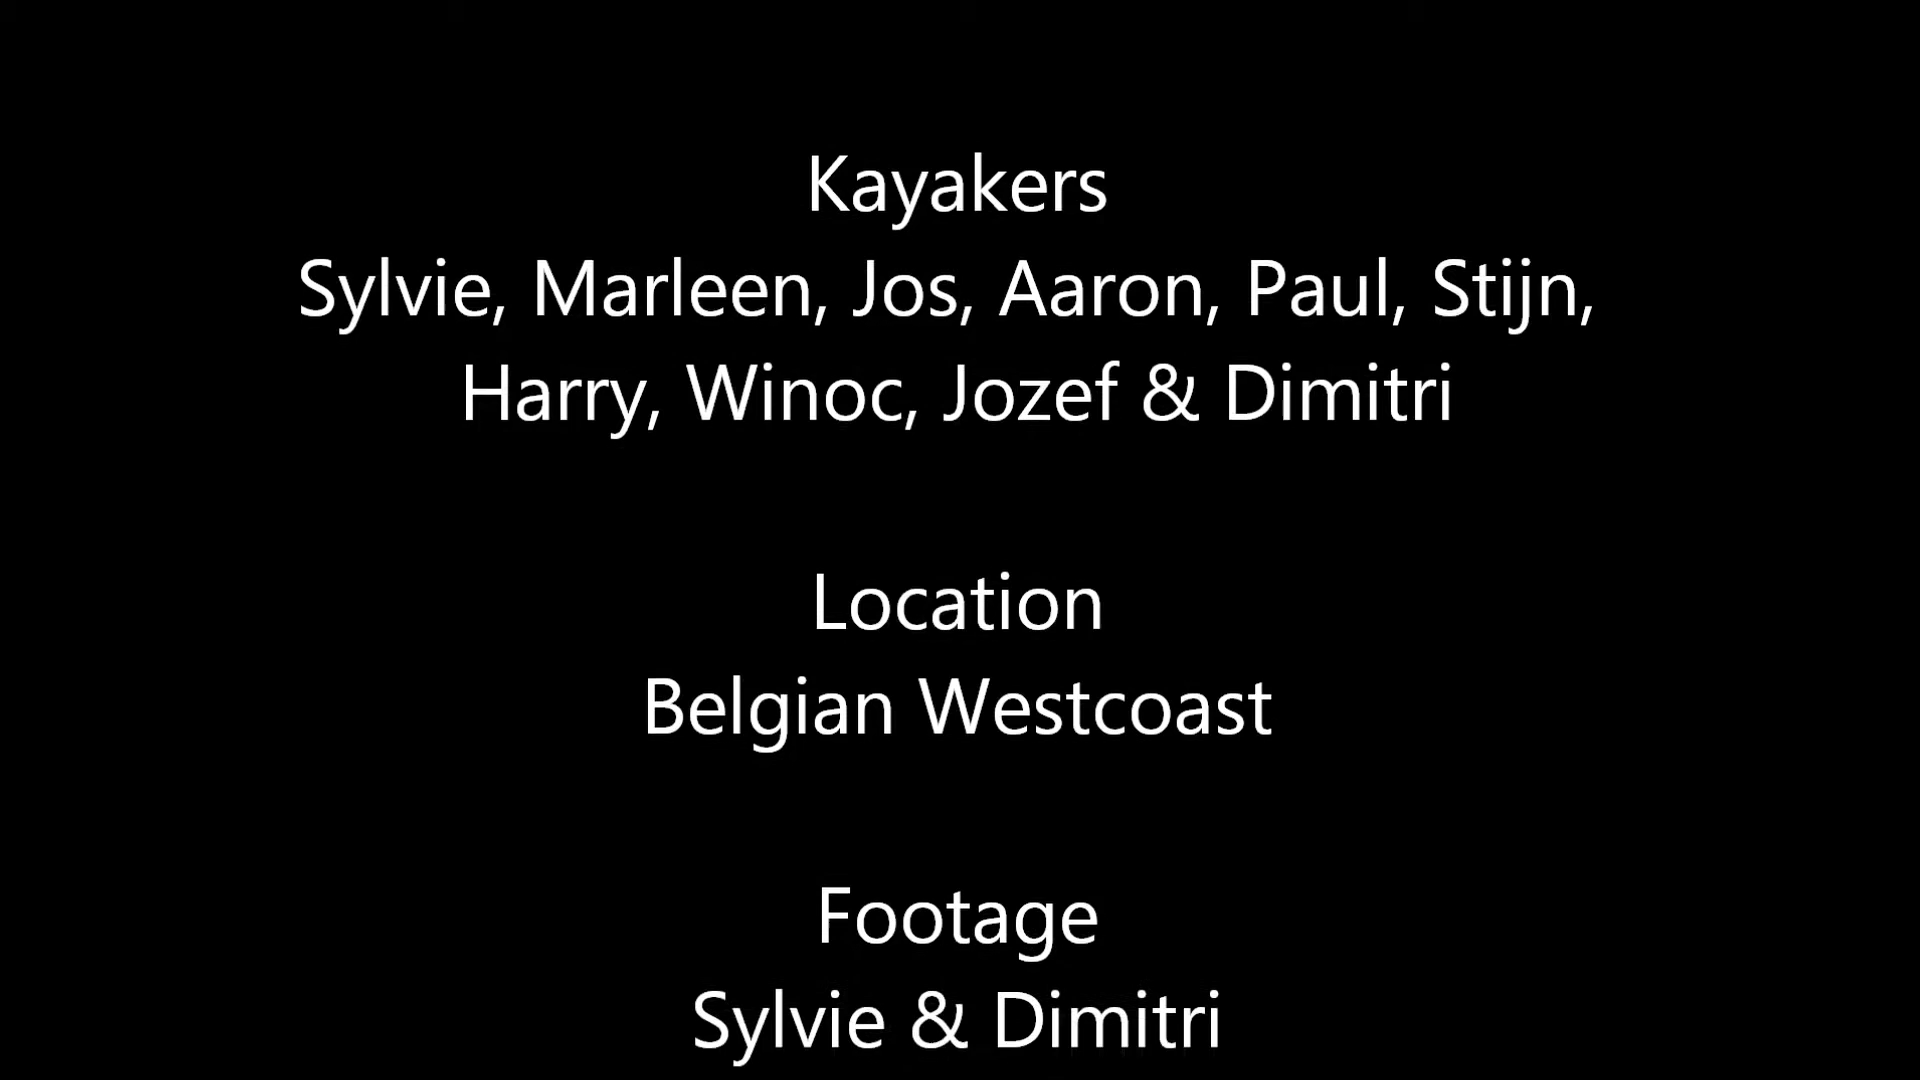 Kayakers
Sylvie, Marleen, Jos, Aaron, Paul, Stijn,
Harry, Winoc, Jozef & Dimitri
Location
Belgian Westcoast
Footage
Sylvie & Dimitri